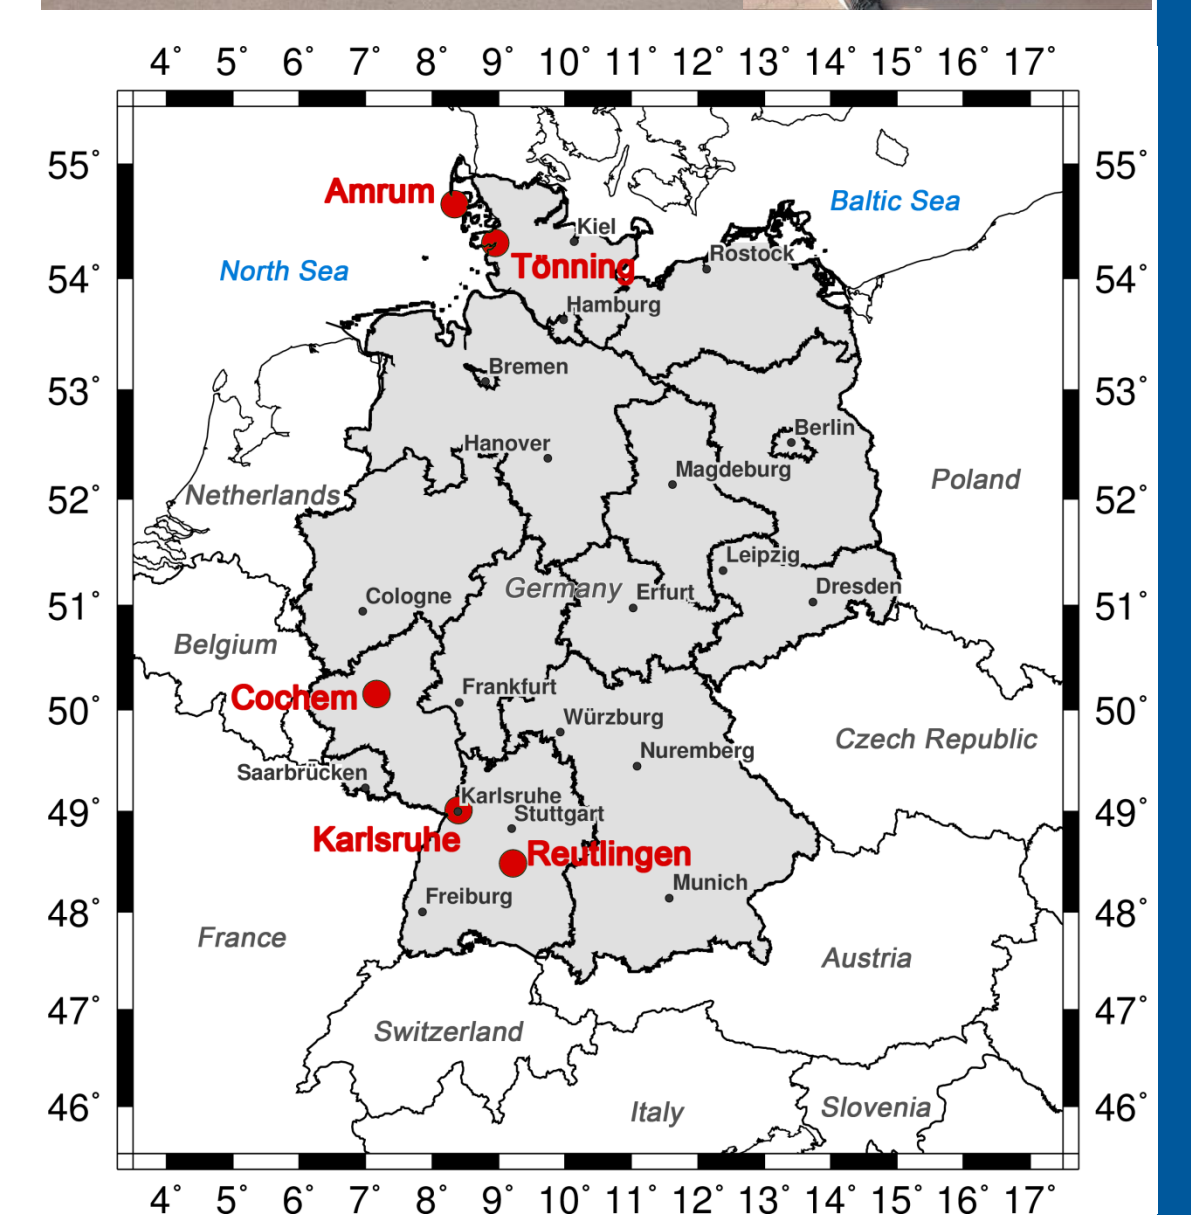 4° 5° 6° 7° 8° 9° 10° 11° 12° 13° 14° 15° 16° 17°
55° 55°
Amrum
Baltic Sea
Kiel
Rostock
North Sea
Tönning
54° 54°
Hamburg
Bremen
53° 53°
Berlin
Hanover
Magdeburg
Poland
Netherlands
52° 52°
Leipzig
Germany
Dresden
Erfurt
Cologne
51° 51°
Belgium
Frankfurt
Cochem
50° 50°
Würzburg
Czech Republic
Nuremberg
Saarbrücken
Karlsruhe
49° 49°
Stuttgart
Karlsruhe
Reutlingen
Munich
Freiburg
48° 48°
France
Austria
47° 47°
Switzerland
46° 46°
Italy
Slovenia
4° 5° 6° 7° 8° 9° 10° 11° 12° 13° 14° 15° 16° 17°